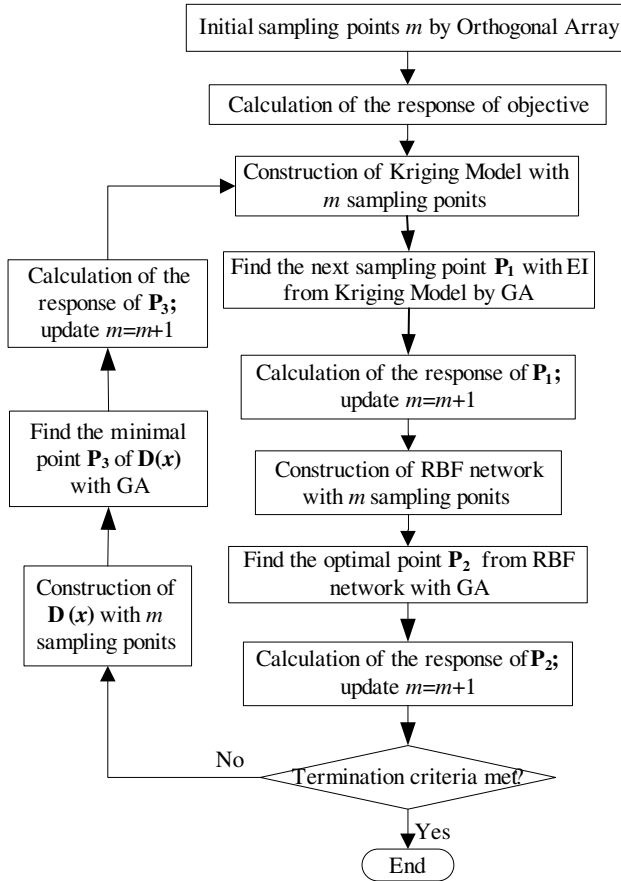 Initial sampling points m by Orthogonal Array
Calculation of the response of objective
Construction of Kriging Model with
m sampling ponits
Find the next sampling point P₁ with EI
from Kriging Model by GA
Calculation of the response of P₁;
update m=m+1
Construction of RBF network
with m sampling ponits
Find the optimal point P₂ from RBF
network with GA
Calculation of the response of P₂;
update m=m+1
Termination criteria met?
No
Yes
End
Construction of
D (x) with m
sampling ponits
Find the minimal
point P₃ of D(x)
with GA
Calculation of the
response of P₃;
update m=m+1